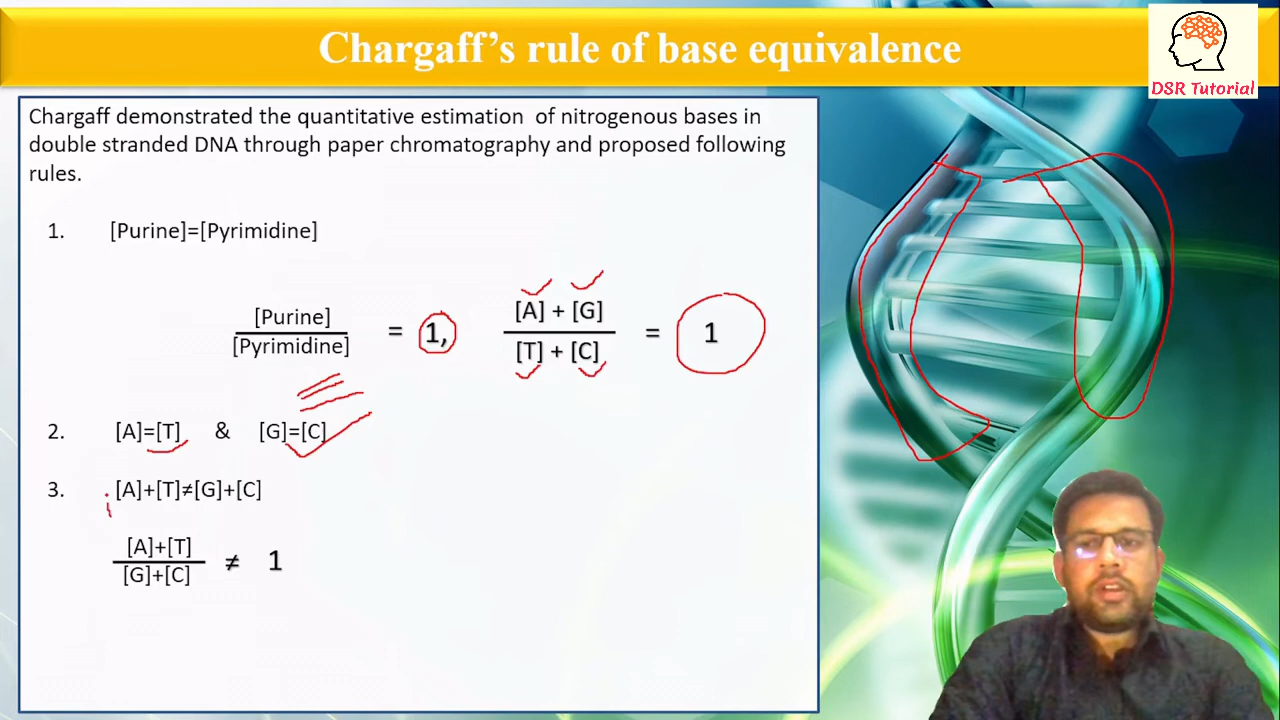 Chargaff's rule of base equivalence
DSR Tutorial
Chargaff demonstrated the quantitative estimation of nitrogenous bases in
double stranded DNA through paper chromatography and proposed following
rules.
1. [Purine]=[Pyrimidine]
[Purine]
[Pyrimidine]
= 1,
[A] + [G]
[T] + [C]
= 1
2. [A]=[T] & [G]=[C]
3. [A]+[T]≠[G]+[C]
[A]+[T]
[G]+[C]
≠ 1